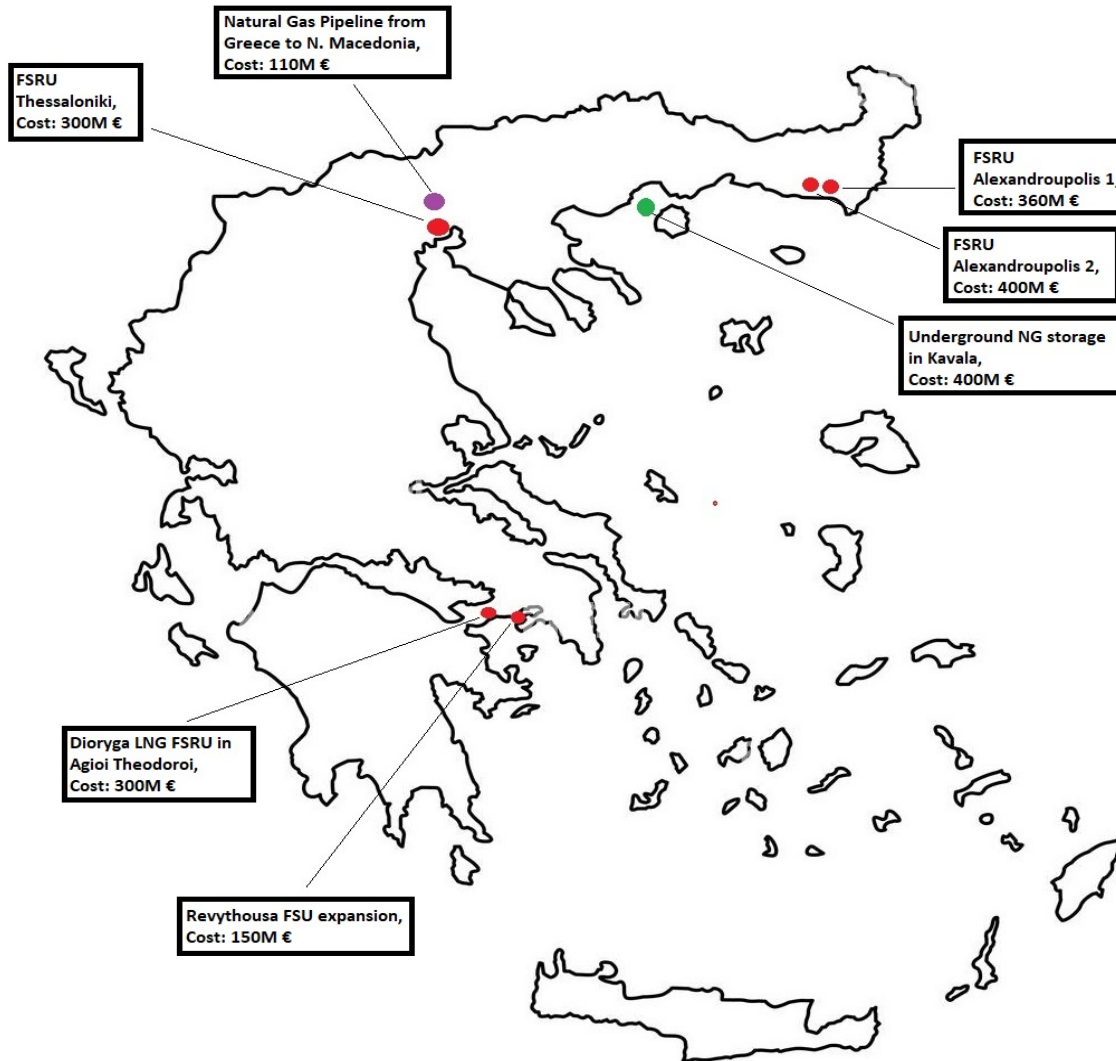 Natural Gas Pipeline from
Greece to N. Macedonia,
Cost: 110M €
FSRU
Thessaloniki,
Cost: 300M €
FSRU
Alexandroupolis 1,
Cost: 360M €
FSRU
Alexandroupolis 2,
Cost: 400M €
Underground NG storage
in Kavala,
Cost: 400M €
Dioryga LNG FSRU in
Agioi Theodoroi,
Cost: 300M €
Revythousa FSU expansion,
Cost: 150M €